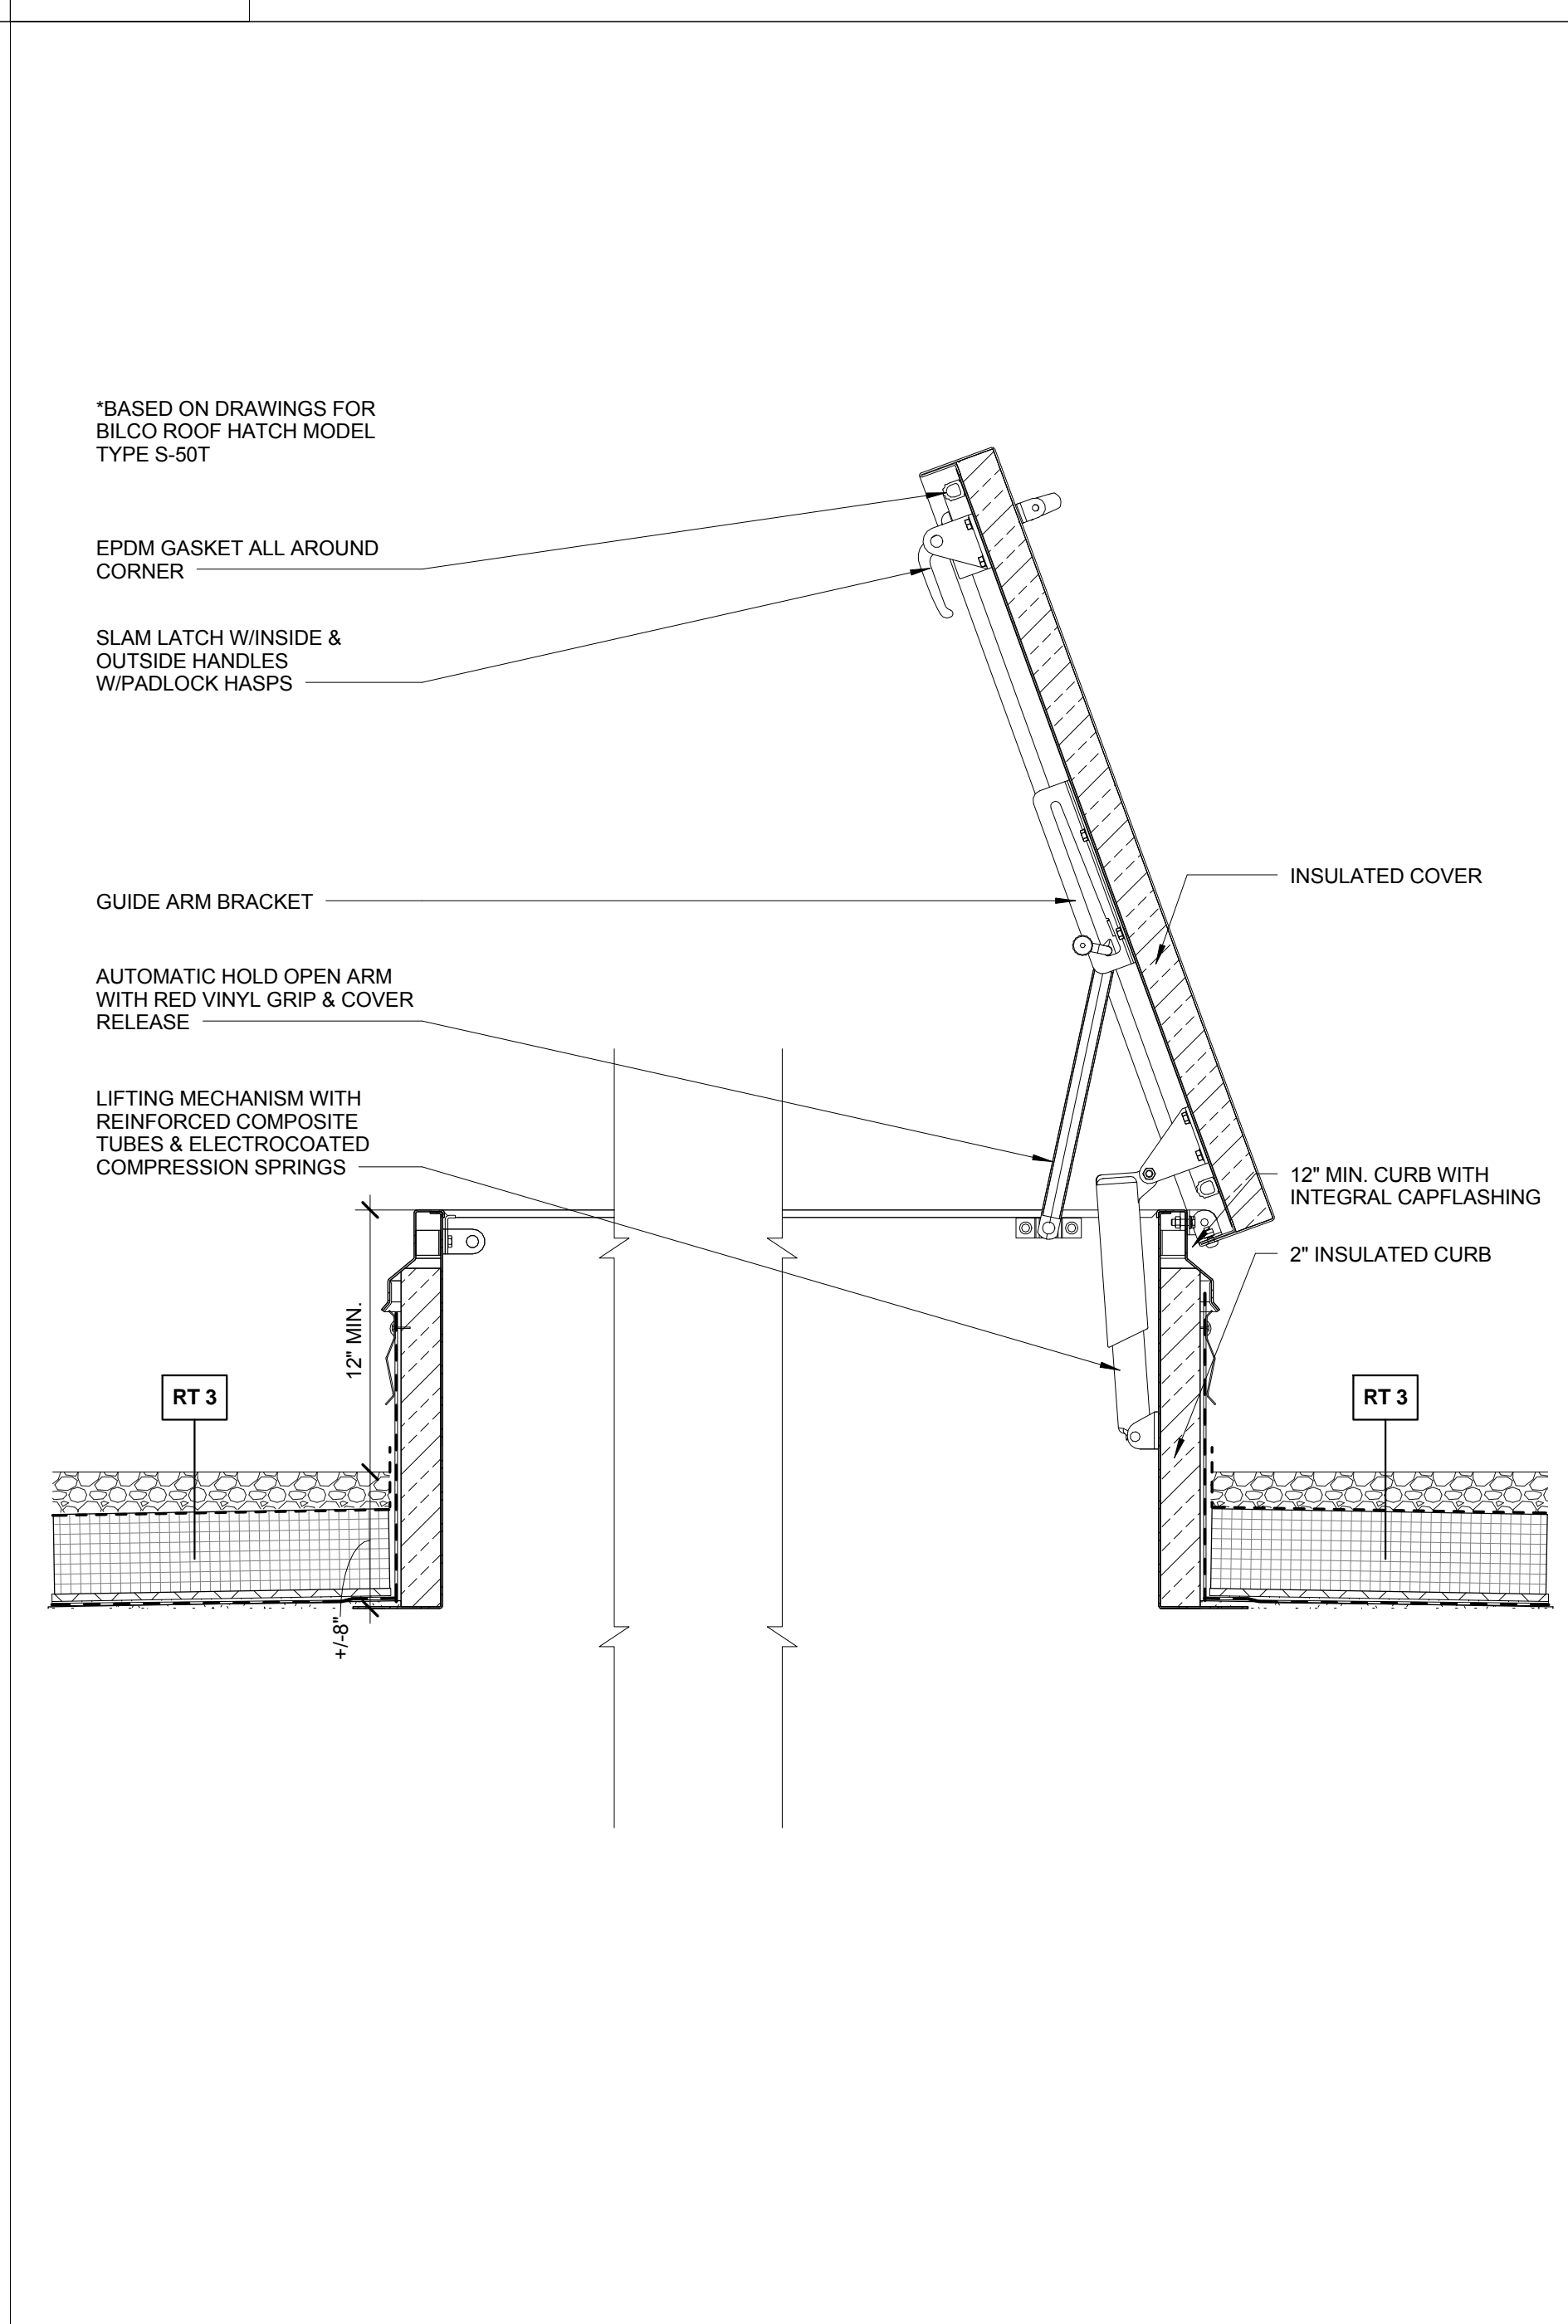 *BASED ON DRAWINGS FOR
BILCO ROOF HATCH MODEL
TYPE S-50T
EPDM GASKET ALL AROUND
CORNER
SLAM LATCH W/INSIDE &
OUTSIDE HANDLES
W/PADLOCK HASPS
GUIDE ARM BRACKET
INSULATED COVER
AUTOMATIC HOLD OPEN ARM
WITH RED VINYL GRIP & COVER
RELEASE
LIFTING MECHANISM WITH
REINFORCED COMPOSITE
TUBES & ELECTROCOATED
COMPRESSION SPRINGS
12" MIN. CURB WITH
INTEGRAL CAPFLASHING
2" INSULATED CURB
12" MIN.
RT 3
RT 3
+/-8"